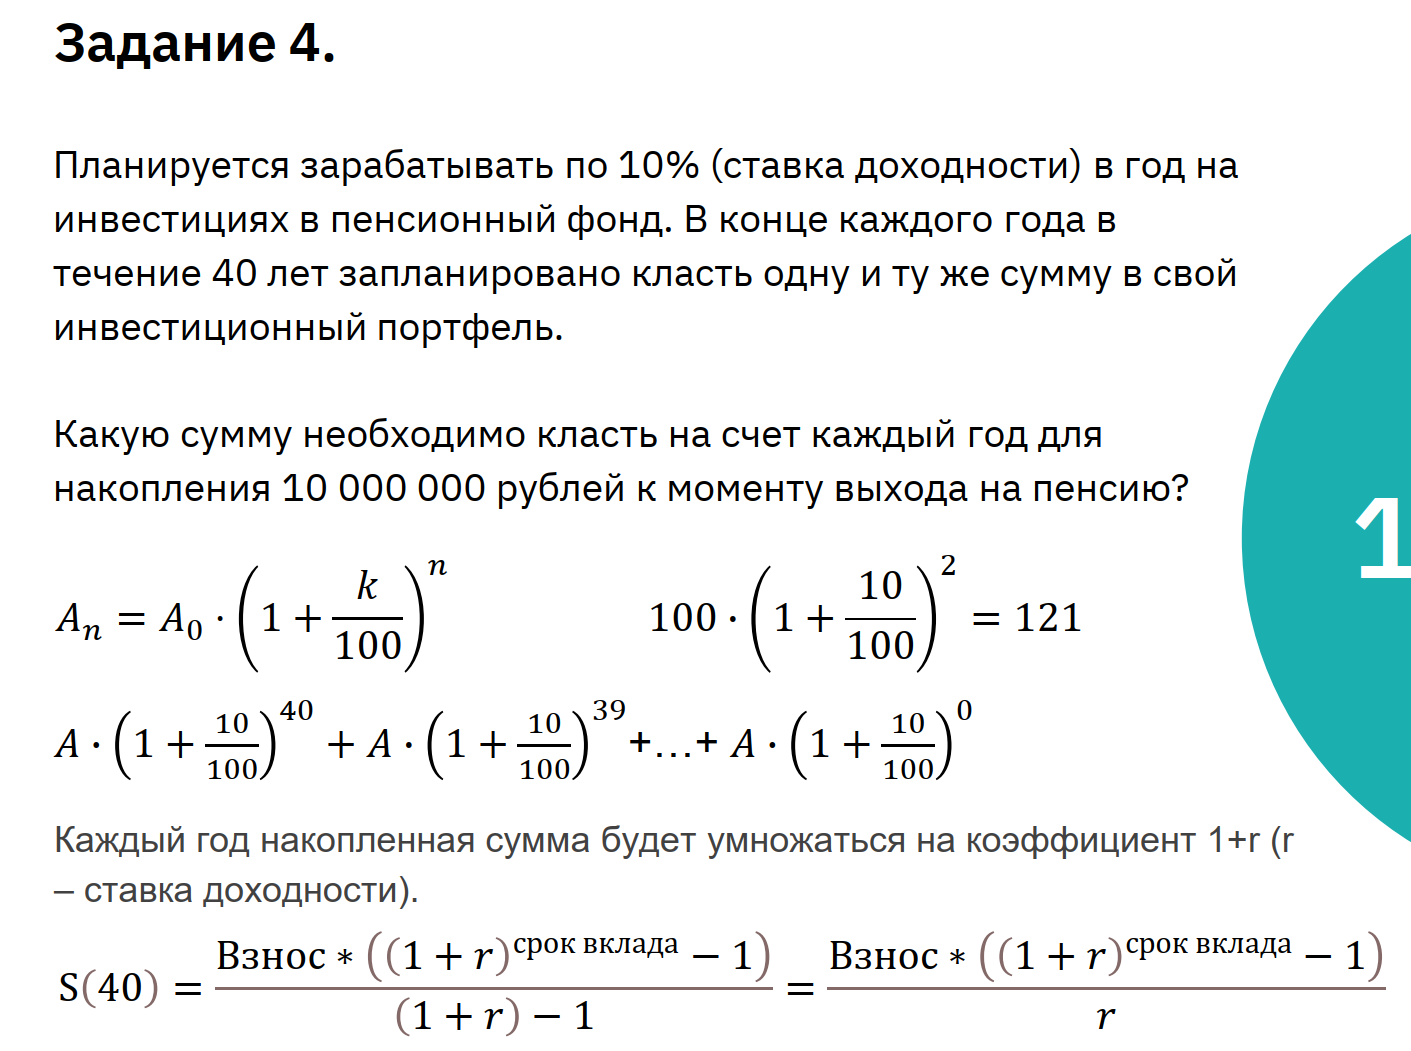 Задание 4.
Планируется зарабатывать по 10% (ставка доходности) в год на
инвестициях в пенсионный фонд. В конце каждого года в
течение 40 лет запланировано класть одну и ту же сумму в свой
инвестиционный портфель.
Какую сумму необходимо класть на счет каждый год для
накопления 10 000 000 рублей к моменту выхода на пенсию?
1
Aₙ = A₀ · (1 + k/100)ⁿ 100 · (1 + 10/100)² = 121
A · (1 + 10/100)⁴⁰ + A · (1 + 10/100)³⁹ +...+ A · (1 + 10/100)⁰
Каждый год накопленная сумма будет умножаться на коэффициент 1+r (r
– ставка доходности).
S(40) = Взнос * ((1 + r)^срок вклада − 1) / (1 + r) − 1 = Взнос * ((1 + r)^срок вклада − 1) / r